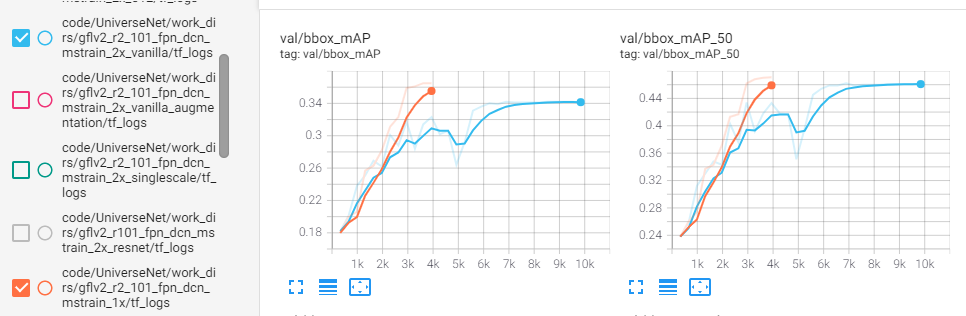 code/UniverseNet/work_di
rs/gflv2_r2_101_fpn_dcn_
mstrain_2x_vanilla/tf_logs
code/UniverseNet/work_di
rs/gflv2_r2_101_fpn_dcn_
mstrain_2x_vanilla_augme
ntation/tf_logs
code/UniverseNet/work_di
rs/gflv2_r2_101_fpn_dcn_
mstrain_2x_singlescale/tf_
logs
code/UniverseNet/work_di
rs/gflv2_r101_fpn_dcn_ms
train_2x_resnet/tf_logs
code/UniverseNet/work_di
rs/gflv2_r2_101_fpn_dcn_
mstrain_1x/tf_logs
val/bbox_mAP
tag: val/bbox_mAP
0.34
0.3
0.26
0.22
0.18
1k 2k 3k 4k 5k 6k 7k 8k 9k 10k
val/bbox_mAP_50
tag: val/bbox_mAP_50
0.44
0.4
0.36
0.32
0.28
0.24
1k 2k 3k 4k 5k 6k 7k 8k 9k 10k